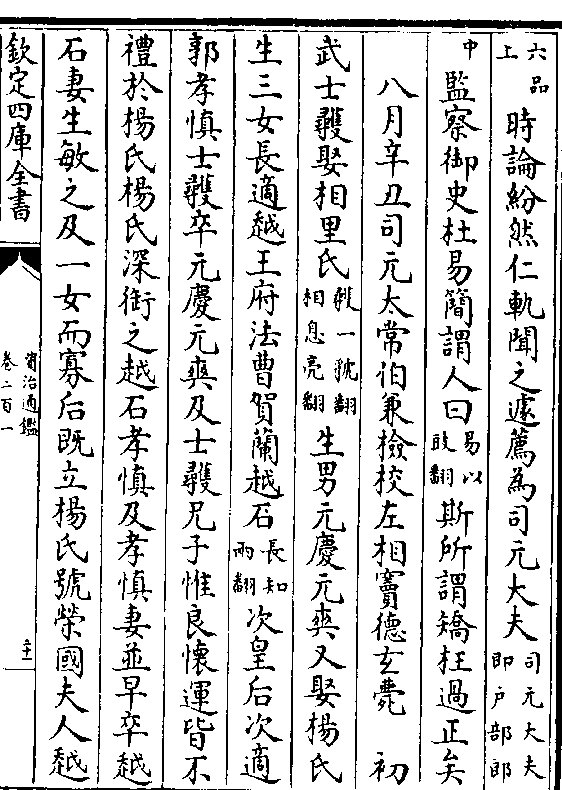 六品
上 時論紛然仁軌聞之遽薦為司元大夫司元大夫
即戶部郎
中 監察御史杜易簡謂人曰易以
豉翻斯所謂矯枉過正矣
八月辛丑司元太常伯兼檢校左相竇德玄薨 初
武士彠娶相里氏彠一虢翻
相息亮翻生男元慶元爽又娶楊氏
生三女長適越王府法曹賀蘭越石長知
兩翻次皇后次適
郭孝慎士彠卒元慶元爽及士彠兄子惟良懷運皆不
禮於楊氏楊氏深銜之越石孝慎及孝慎妻並早卒越
石妻生敏之及一女而寡后既立楊氏號榮國夫人越
欽定四庫全書
資治通鑑
卷二百一